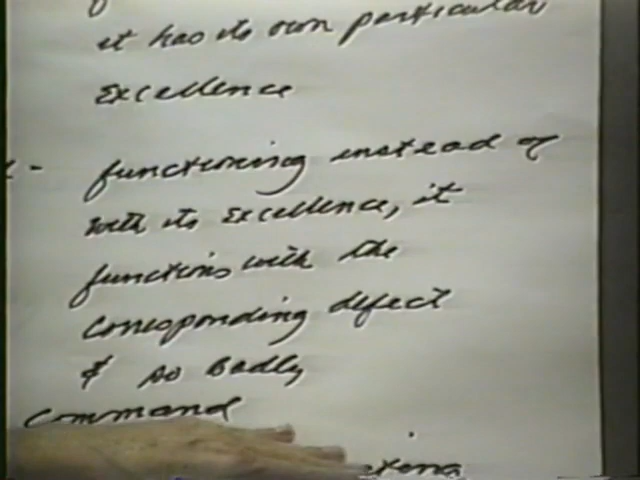 it has its own particular
Excellence
- functioning instead of
with its Excellence, it
functions with the
corresponding defect
& so Badly
Command